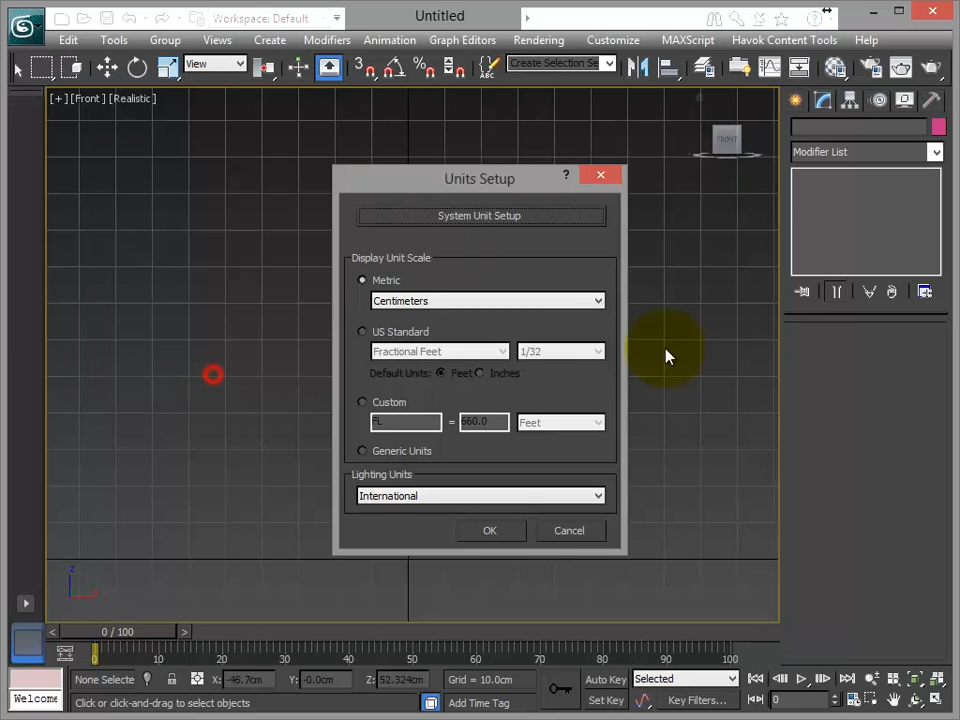 Workspace: Default
Untitled
Edit Tools Group Views Create Modifiers Animation Graph Editors Rendering Customize MAXScript Havok Content Tools Help
View
3
%
ABC
Create Selection Se
[+] [Front] [Realistic]
FRONT
Modifier List
Units Setup
?
System Unit Setup
Display Unit Scale
Metric
Centimeters
US Standard
Fractional Feet 1/32
Default Units: Feet Inches
Custom
FL = 660.0 Feet
Generic Units
Lighting Units
International
OK Cancel
z
x
< 0 / 100 >
0 10 20 30 40 50 60 70 80 90 100
None Selecte X: -46.7cm Y: -0.0cm Z: 52.324cm Grid = 10.0cm Auto Key Selected
Welcome Click or click-and-drag to select objects Add Time Tag Set Key Key Filters... 0